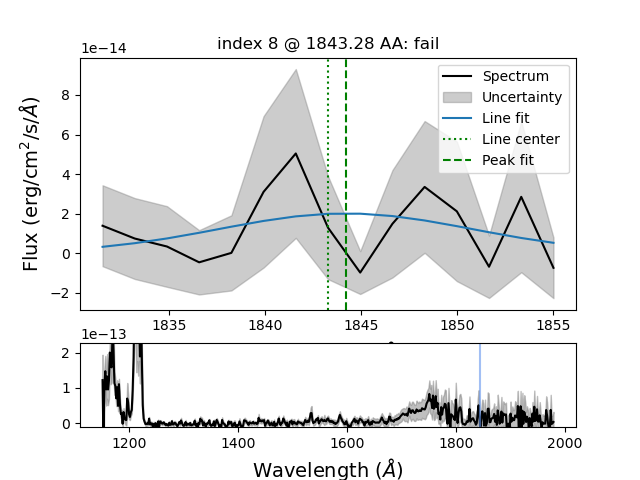 index 8 @ 1843.28 AA: fail
1e−14
Flux (erg/cm²/s/Å)
8
6
4
2
0
−2
Spectrum
Uncertainty
Line fit
Line center
Peak fit
1835
1840
1845
1850
1855
1e−13
2
1
0
1200
1400
1600
1800
2000
Wavelength (Å)